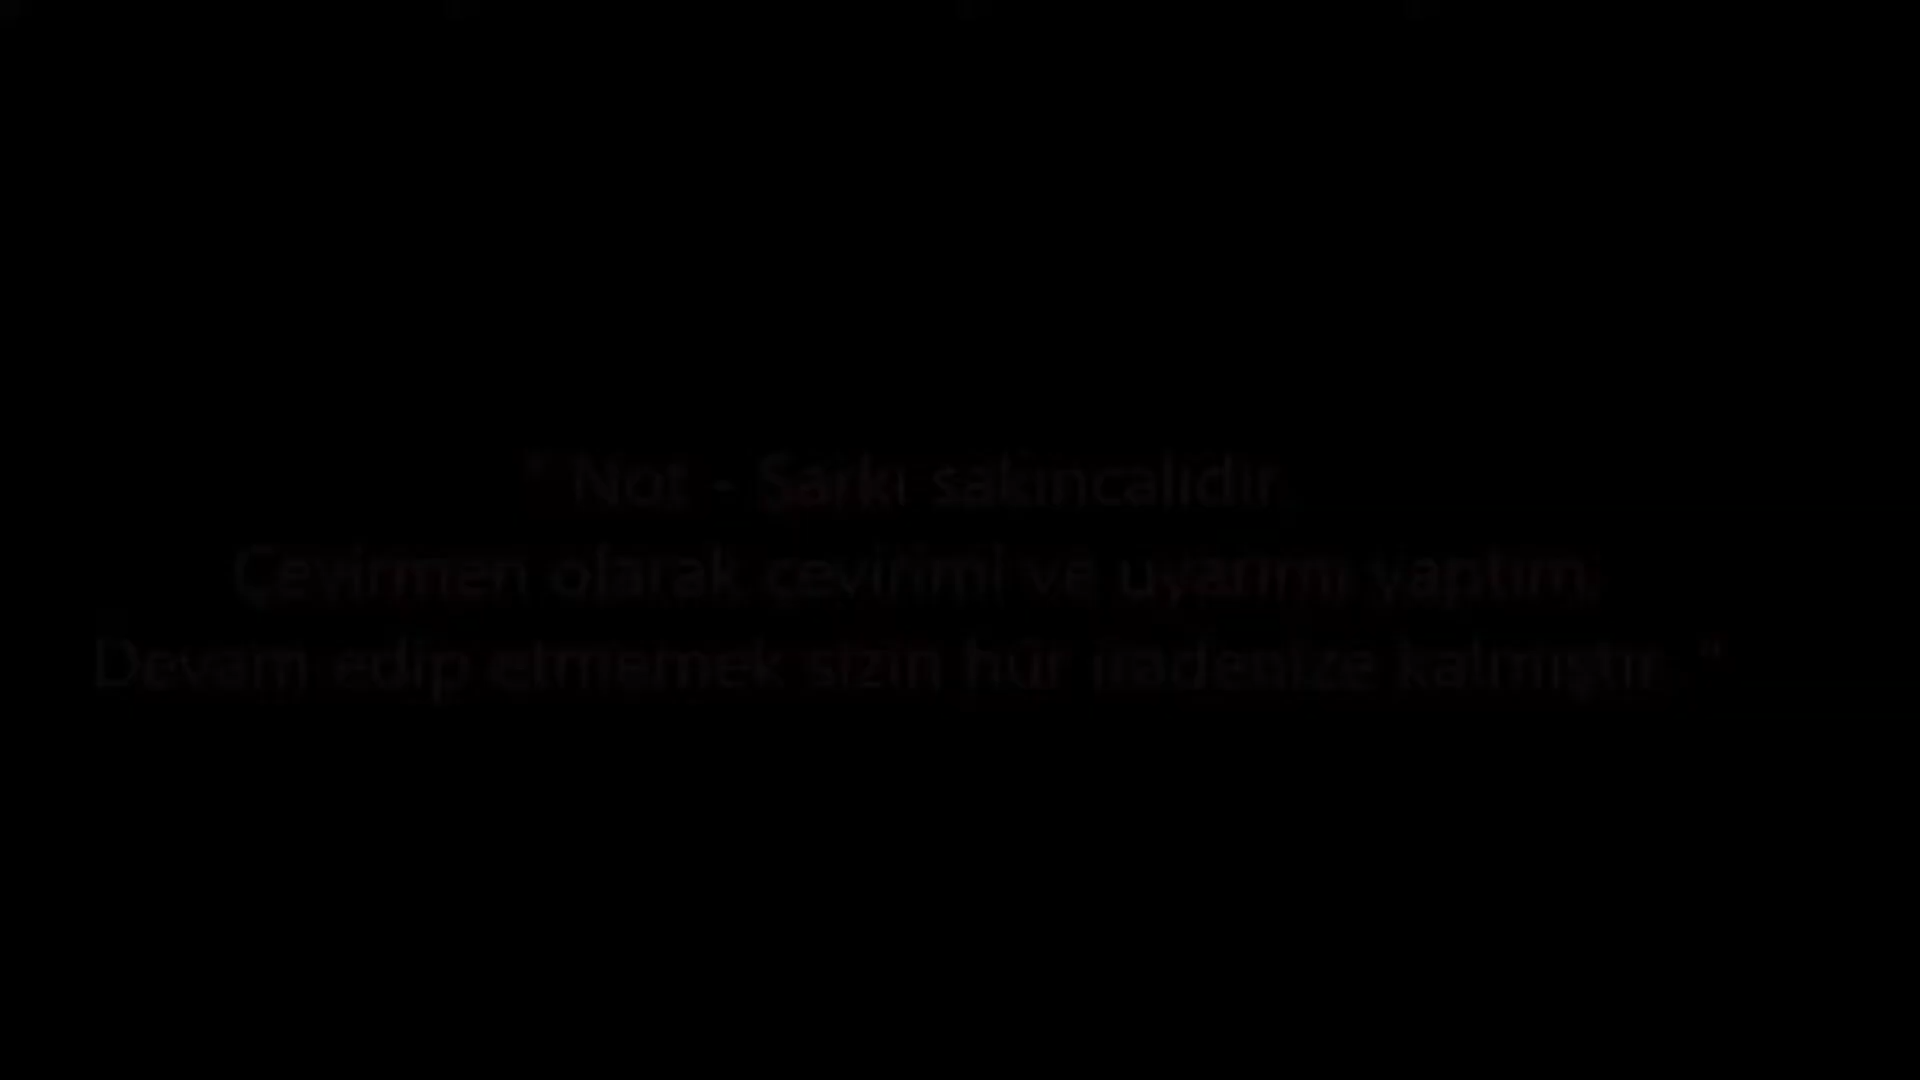 " Not - Şarkı sakıncalıdır.
Çevirmen olarak çevirimi ve uyarımı yaptım.
Devam edip etmemek sizin hür iradenize kalmıştır. "